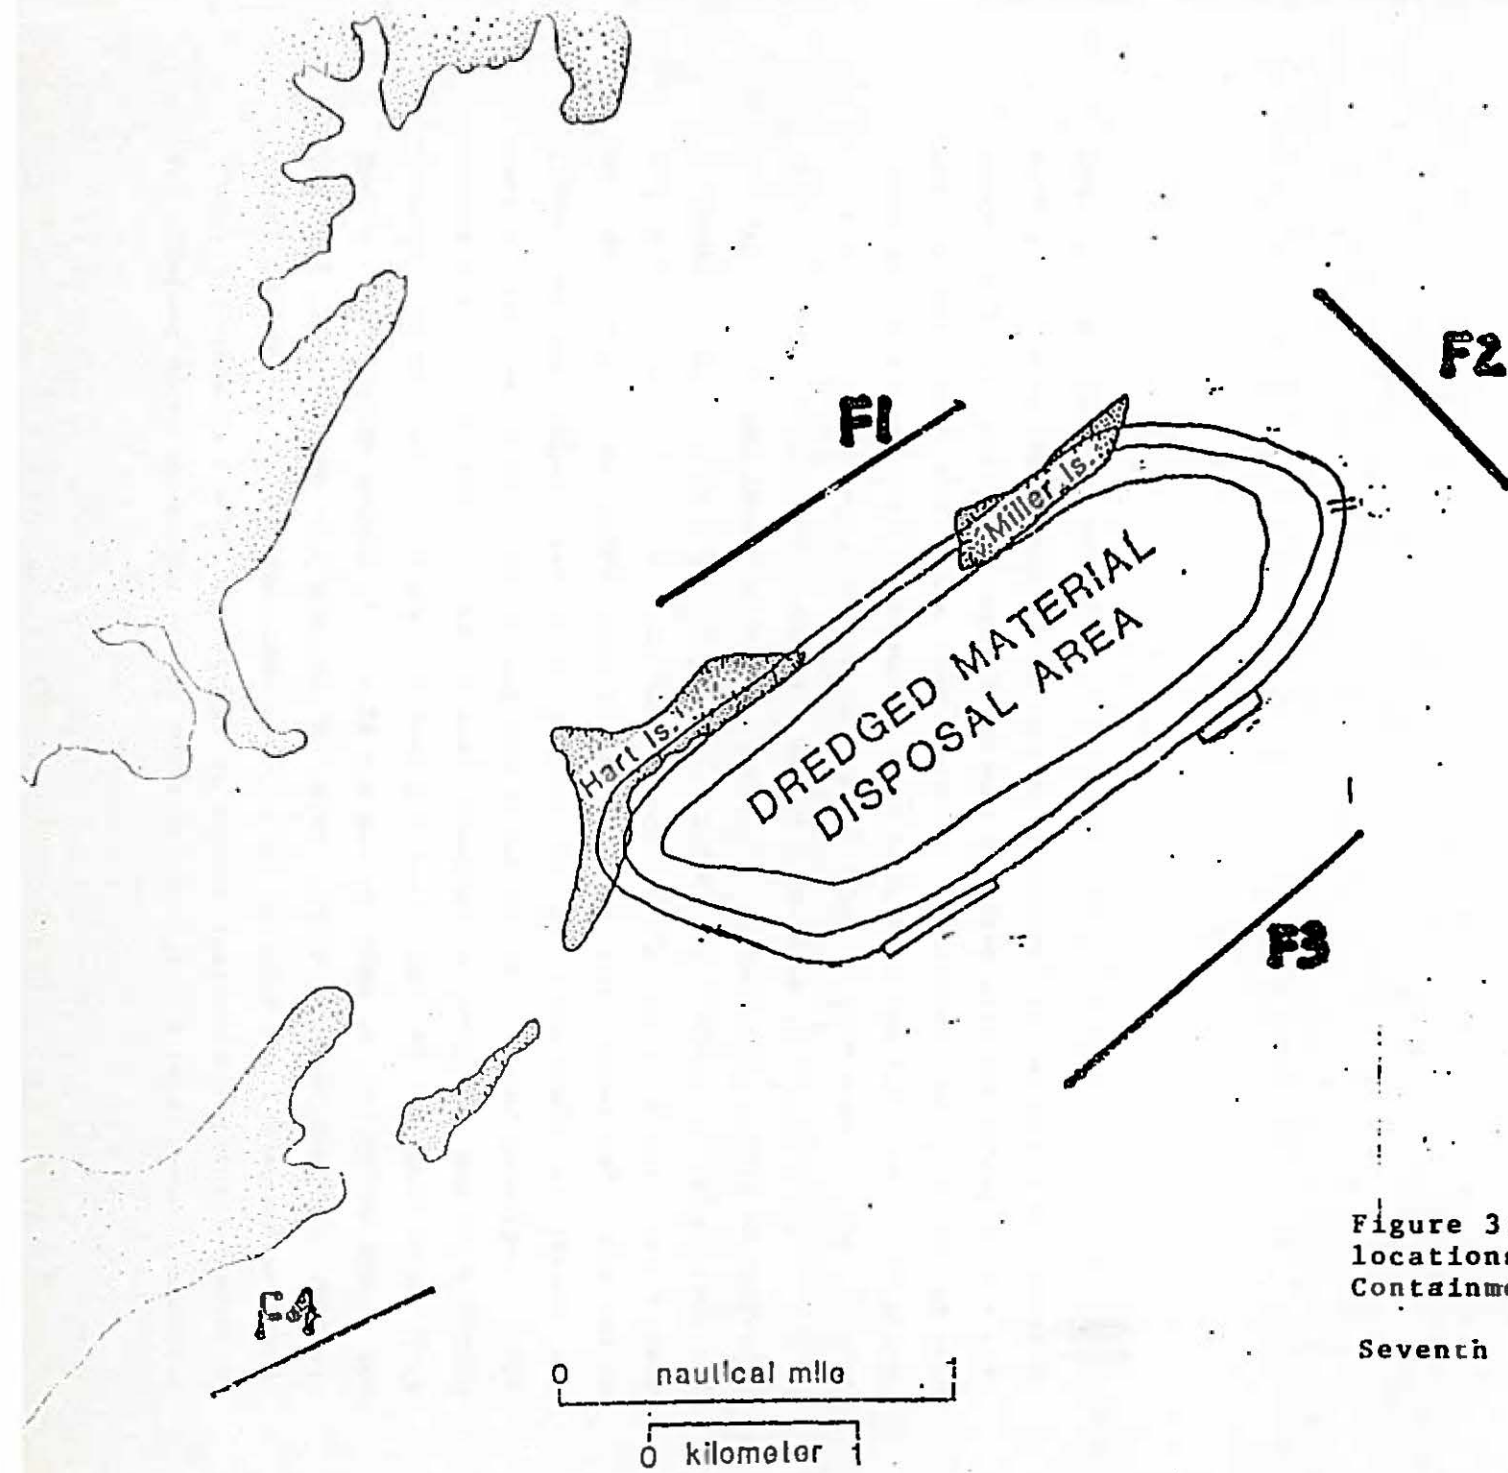 F1
F2
Miller Is.
DREDGED MATERIAL
DISPOSAL AREA
Hart Is.
F3
F4
Figure 3
locations
Containme
Seventh
0 nautical mile 1
0 kilometer 1